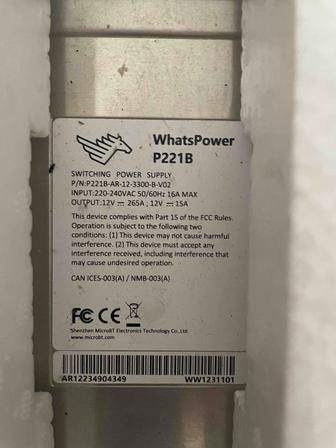 WhatsPower
P221B
SWITCHING POWER SUPPLY
P/N:P221B-AR-12-3300-B-V02
INPUT:220-240VAC 50/60Hz 16A MAX
OUTPUT:12V ⎓ 265A ; 12V ⎓ 15A
This device complies with Part 15 of the FCC Rules.
Operation is subject to the following two
conditions: (1) This device may not cause harmful
interference. (2) This device must accept any
interference received, including interference that
may cause undesired operation.
CAN ICES-003(A) / NMB-003(A)
FC CE
Shenzhen MicroBT Electronics Technology Co.,Ltd.
www.microbt.com
AR12234904349 WW1231101